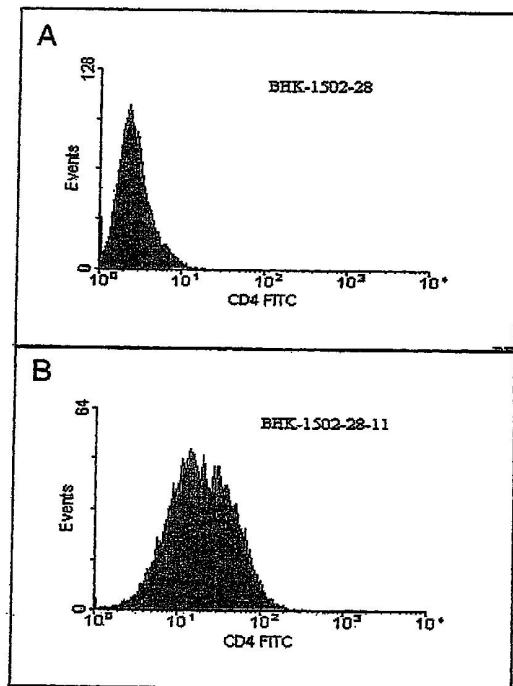 A
128
BHK-1502-28
Events
0
10⁰ 10¹ 10² 10³ 10⁴
CD4 FITC
B
64
BHK-1502-28-11
Events
0
10⁰ 10¹ 10² 10³ 10⁴
CD4 FITC